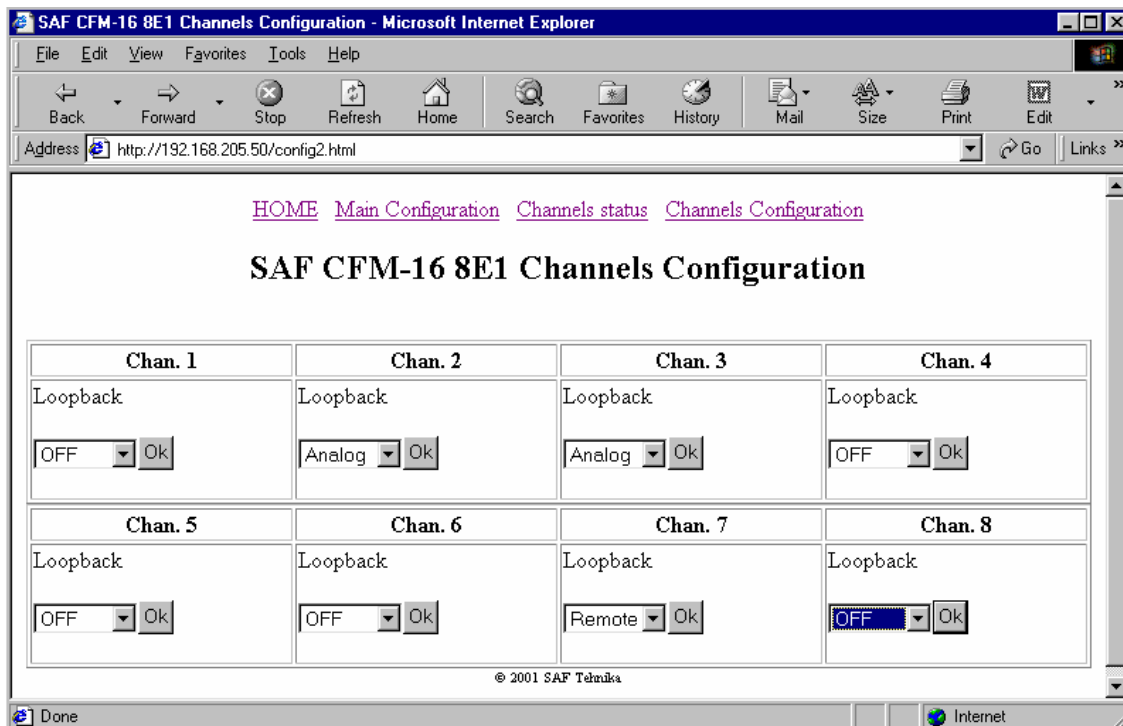 SAF CFM-16 8E1 Channels Configuration - Microsoft Internet Explorer
File Edit View Favorites Tools Help
Back Forward Stop Refresh Home Search Favorites History Mail Size Print Edit »
Address http://192.168.205.50/config2.html Go Links »
HOME Main Configuration Channels status Channels Configuration
SAF CFM-16 8E1 Channels Configuration
Chan. 1 Chan. 2 Chan. 3 Chan. 4
Loopback Loopback Loopback Loopback
OFF Ok Analog Ok Analog Ok OFF Ok
Chan. 5 Chan. 6 Chan. 7 Chan. 8
Loopback Loopback Loopback Loopback
OFF Ok OFF Ok Remote Ok OFF Ok
© 2001 SAF Tehnika
Done Internet